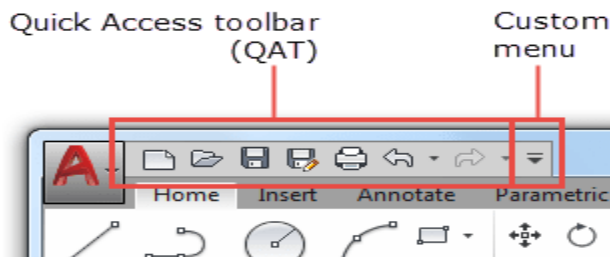 Quick Access toolbar
(QAT)
Custom
menu
A
Home Insert Annotate Parametric